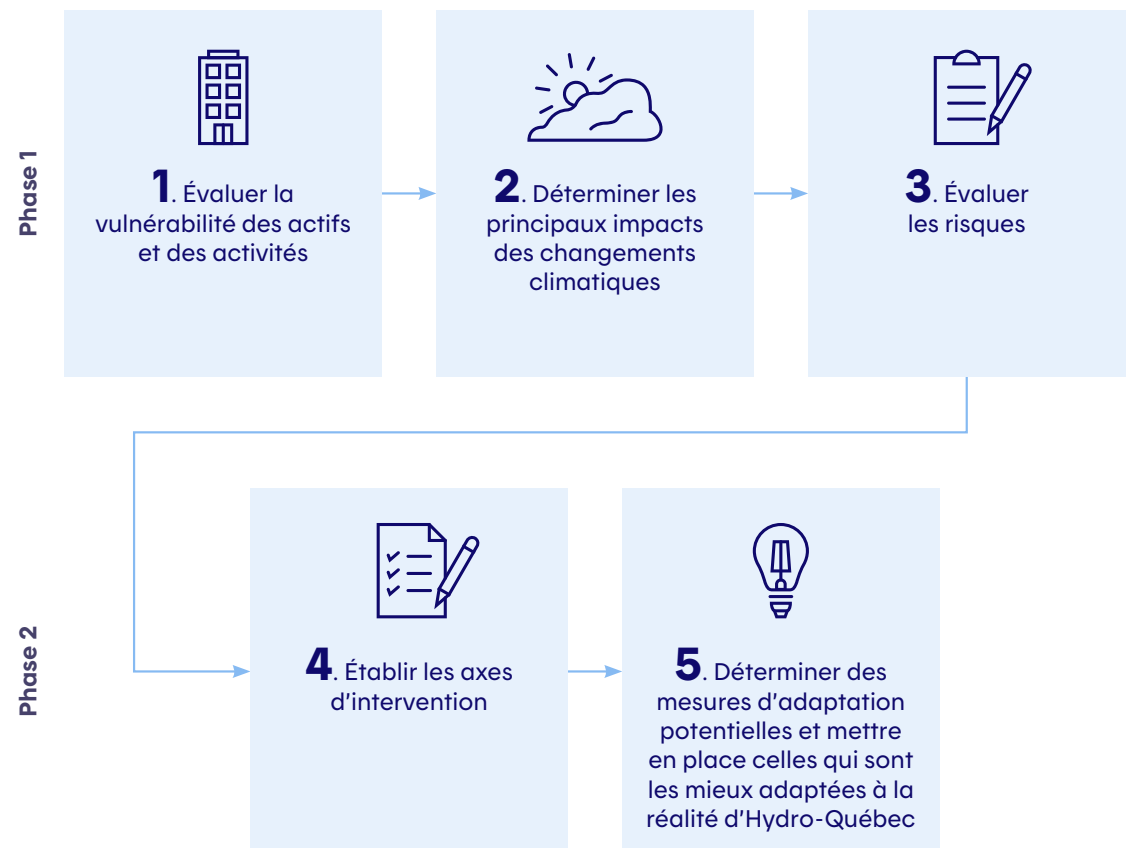 Phase 1
1. Évaluer la
vulnérabilité des actifs
et des activités
2. Déterminer les
principaux impacts
des changements
climatiques
3. Évaluer
les risques
Phase 2
4. Établir les axes
d'intervention
5. Déterminer des
mesures d'adaptation
potentielles et mettre
en place celles qui sont
les mieux adaptées à la
réalité d'Hydro-Québec